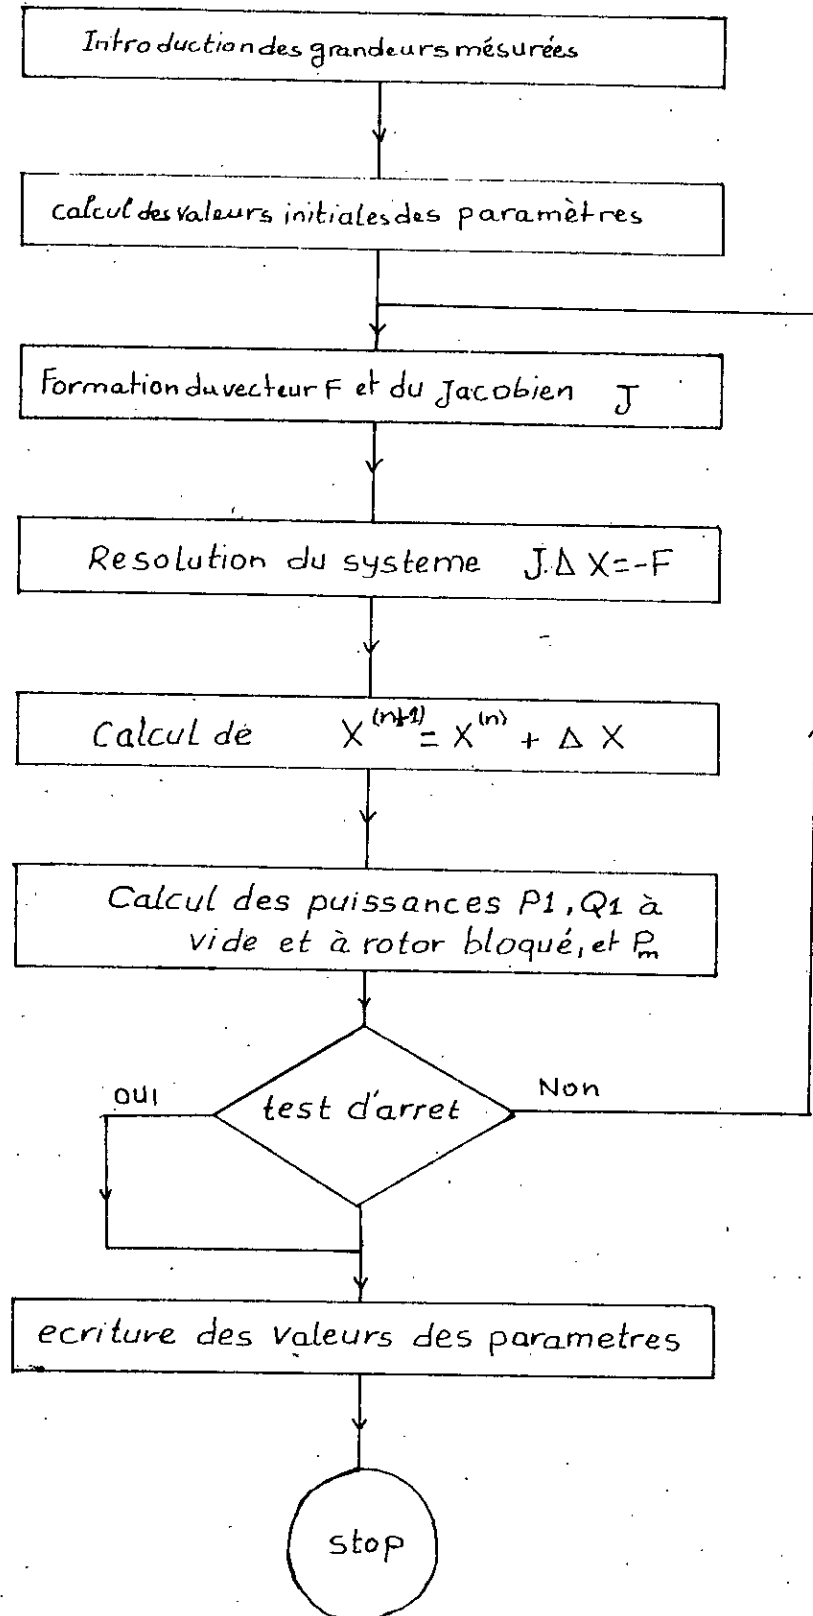 Introduction des grandeurs mésurées
calcul des valeurs initiales des paramètres
Formation du vecteur F et du Jacobien J
Resolution du systeme J.Δ X=-F
Calcul de X^(n+1) = X^(n) + Δ X
Calcul des puissances P1, Q1 à
vide et à rotor bloqué, et Pm
oui
test d'arret
Non
ecriture des valeurs des parametres
stop